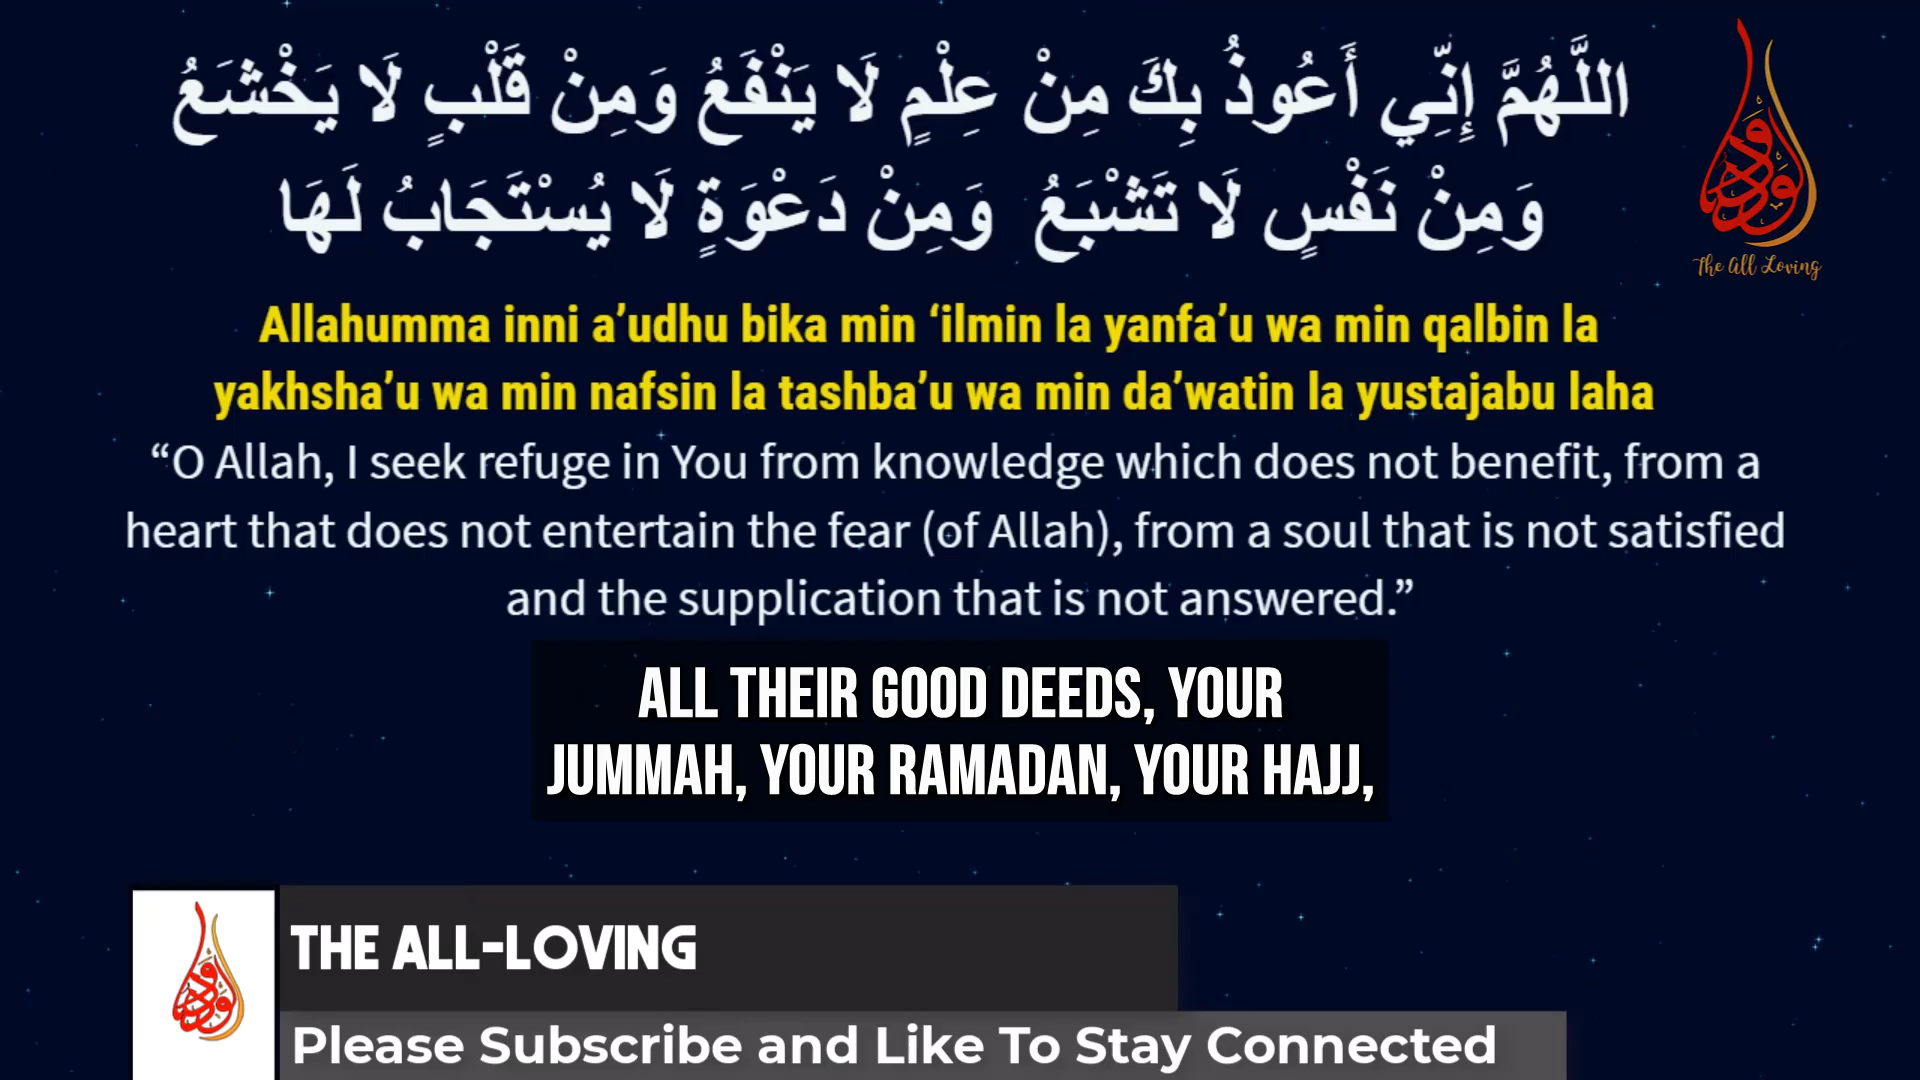 اللَّهُمَّ إِنِّي أَعُوذُ بِكَ مِنْ عِلْمٍ لَا يَنْفَعُ وَمِنْ قَلْبٍ لَا يَخْشَعُ
وَمِنْ نَفْسٍ لَا تَشْبَعُ وَمِنْ دَعْوَةٍ لَا يُسْتَجَابُ لَهَا
The All Loving
Allahumma inni a’udhu bika min ‘ilmin la yanfa’u wa min qalbin la
yakhsha’u wa min nafsin la tashba’u wa min da’watin la yustajabu laha
“O Allah, I seek refuge in You from knowledge which does not benefit, from a
heart that does not entertain the fear (of Allah), from a soul that is not satisfied
and the supplication that is not answered.”
ALL THEIR GOOD DEEDS, YOUR
JUMMAH, YOUR RAMADAN, YOUR HAJJ,
THE ALL-LOVING
Please Subscribe and Like To Stay Connected